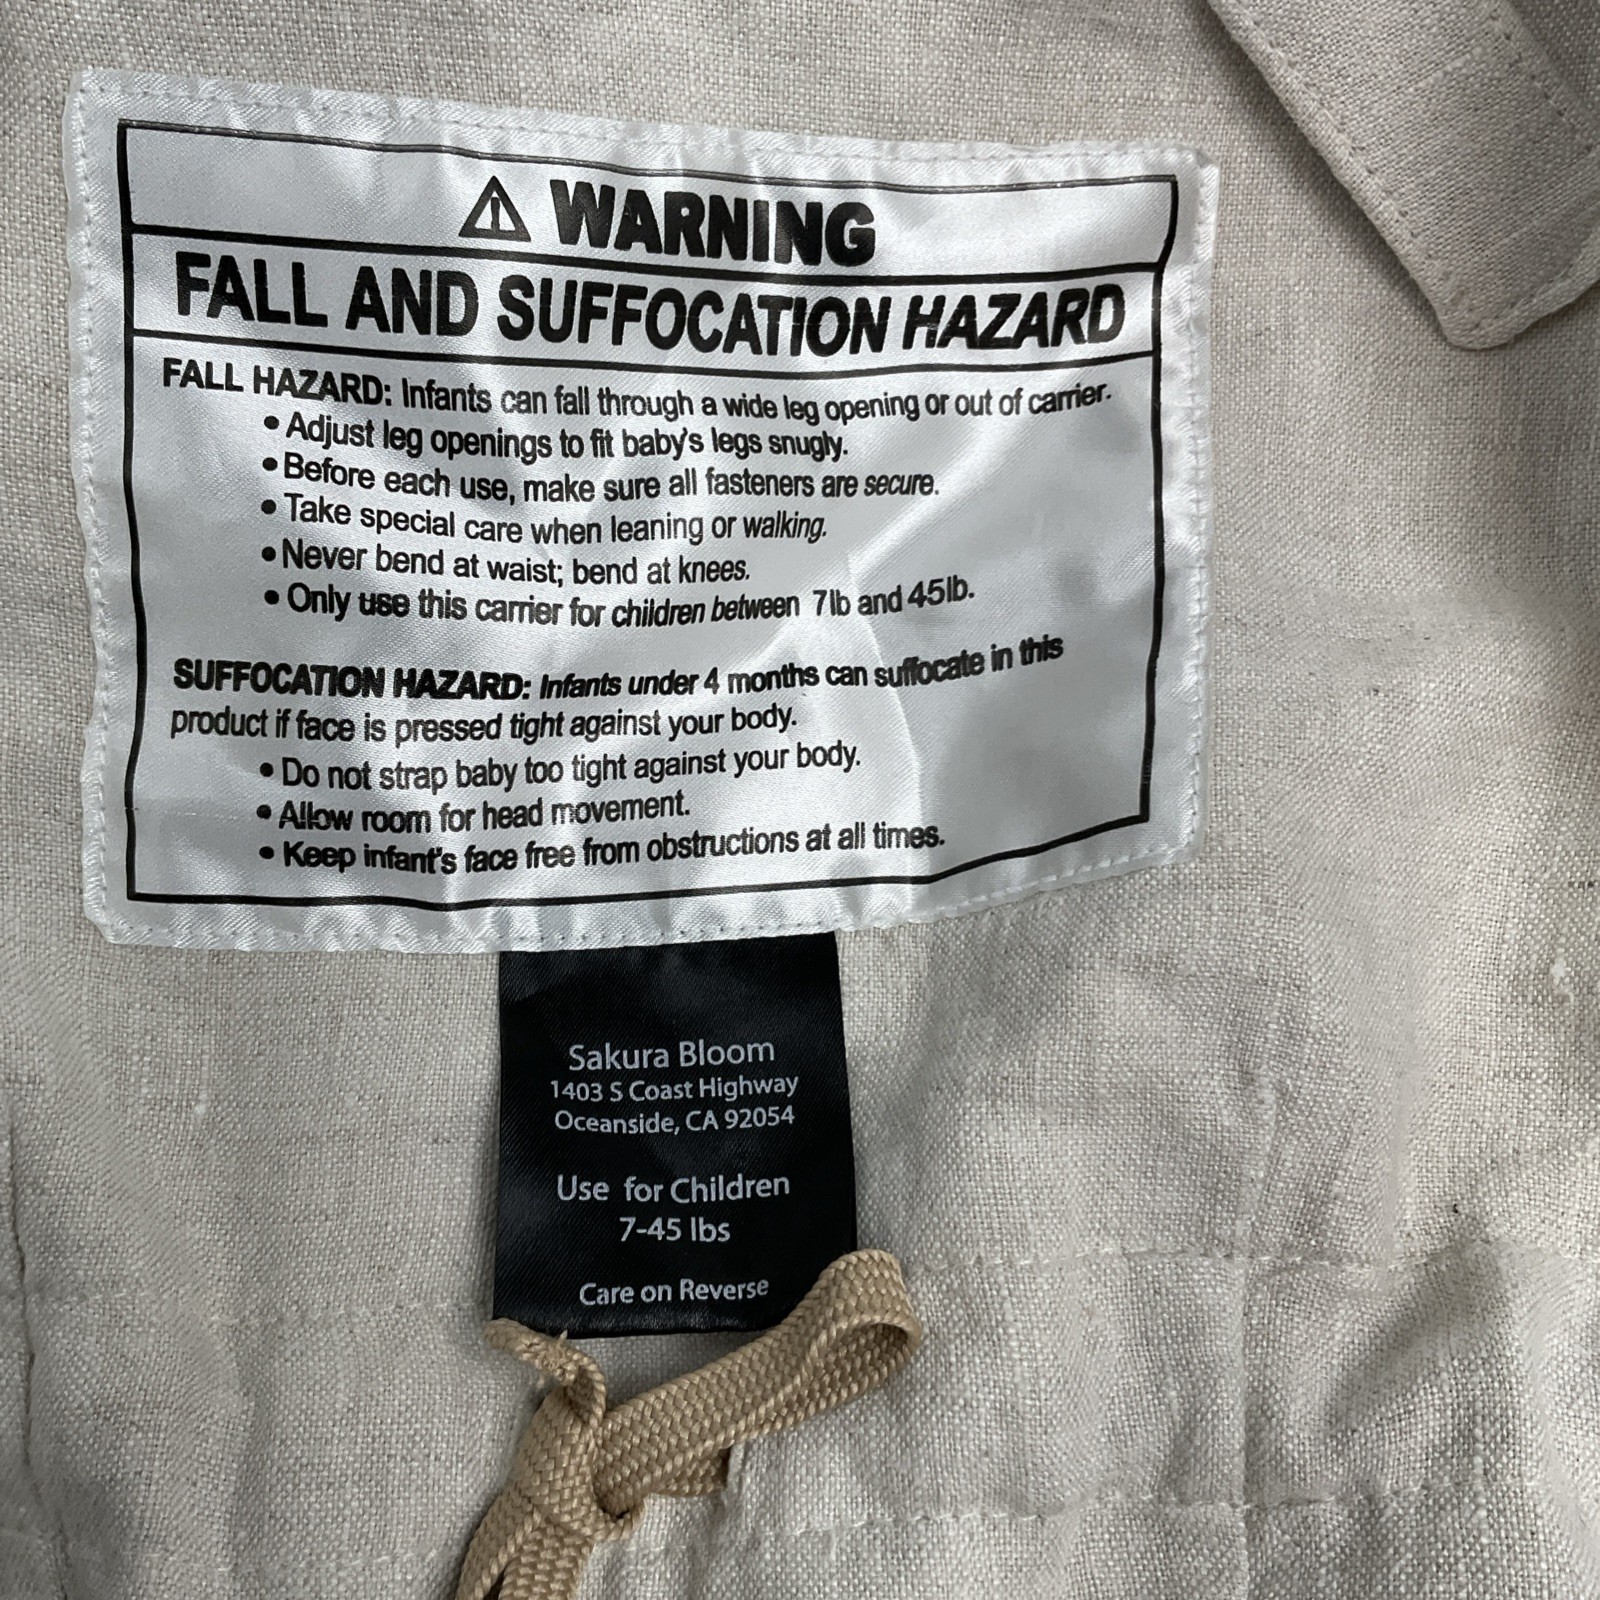 WARNING
FALL AND SUFFOCATION HAZARD
FALL HAZARD: Infants can fall through a wide leg opening or out of carrier.
• Adjust leg openings to fit baby's legs snugly.
• Before each use, make sure all fasteners are secure.
• Take special care when leaning or walking.
• Never bend at waist; bend at knees.
• Only use this carrier for children between 7lb and 45lb.
SUFFOCATION HAZARD: Infants under 4 months can suffocate in this
product if face is pressed tight against your body.
• Do not strap baby too tight against your body.
• Allow room for head movement.
• Keep infant's face free from obstructions at all times.
Sakura Bloom
1403 S Coast Highway
Oceanside, CA 92054
Use for Children
7-45 lbs
Care on Reverse